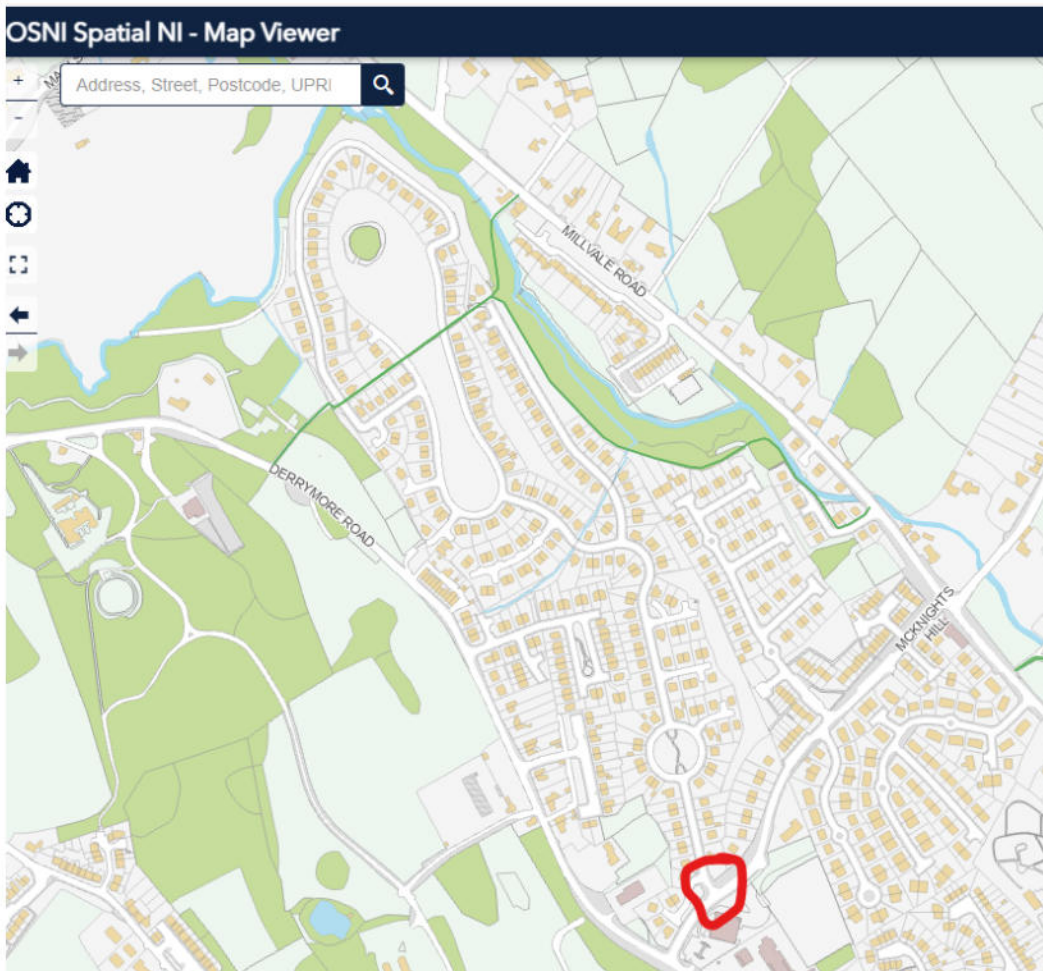 OSNI Spatial NI - Map Viewer
Address, Street, Postcode, UPRI
MILLVALE ROAD
DERRYMORE ROAD
MCKNIGHTS
HILL